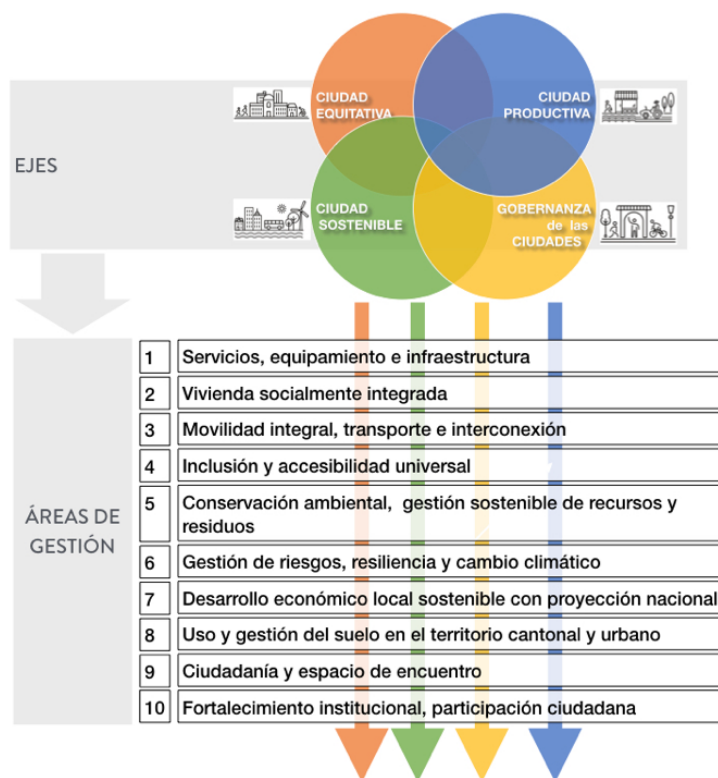 CIUDAD
EQUITATIVA
CIUDAD
PRODUCTIVA
EJES
CIUDAD
SOSTENIBLE
GOBERNANZA
de las
CIUDADES
ÁREAS DE
GESTIÓN
1 Servicios, equipamiento e infraestructura
2 Vivienda socialmente integrada
3 Movilidad integral, transporte e interconexión
4 Inclusión y accesibilidad universal
5 Conservación ambiental, gestión sostenible de recursos y
residuos
6 Gestión de riesgos, resiliencia y cambio climático
7 Desarrollo económico local sostenible con proyección nacional
8 Uso y gestión del suelo en el territorio cantonal y urbano
9 Ciudadanía y espacio de encuentro
10 Fortalecimiento institucional, participación ciudadana